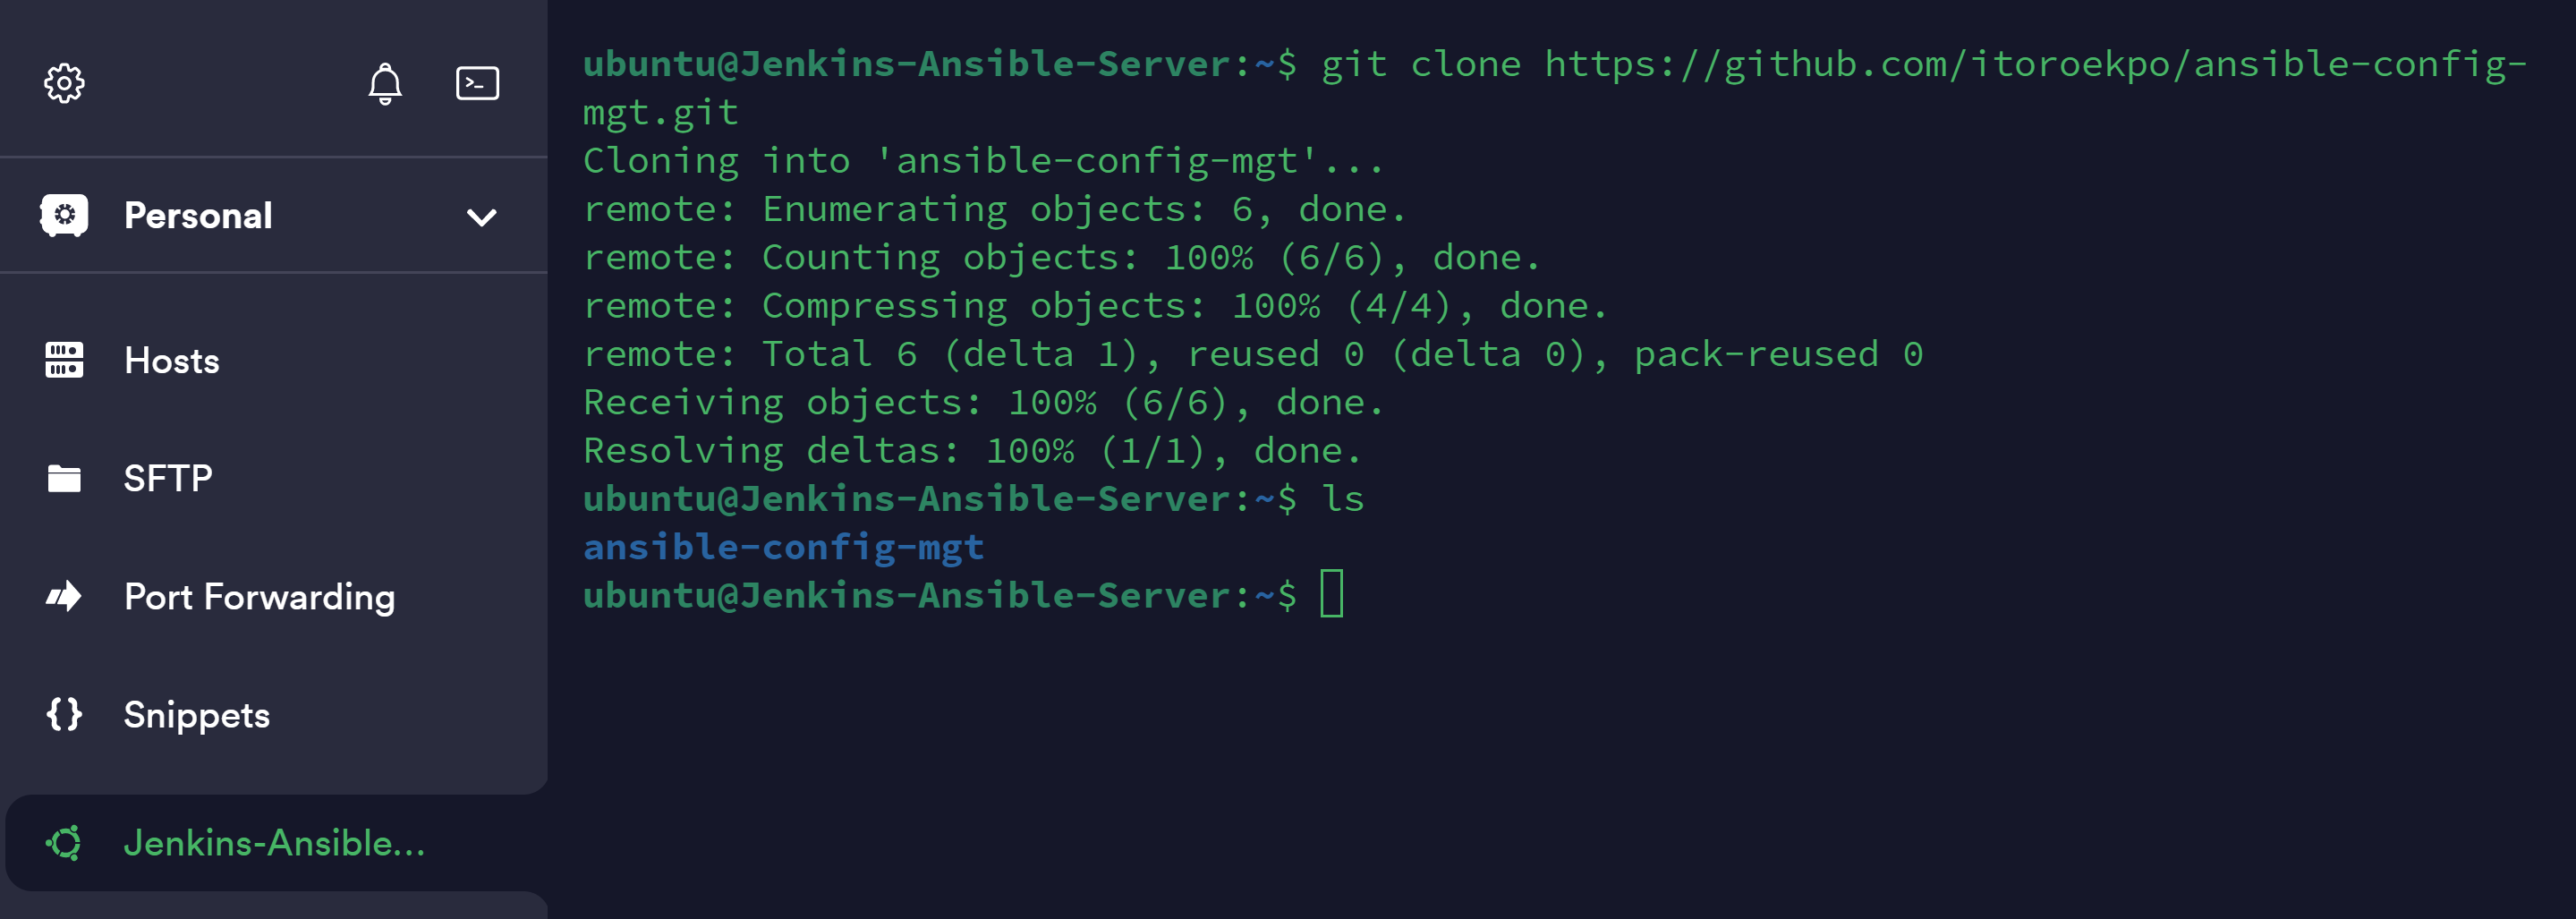 Personal
Hosts
SFTP
Port Forwarding
Snippets
Jenkins-Ansible...
ubuntu@Jenkins-Ansible-Server:~$ git clone https://github.com/itoroekpo/ansible-config-
mgt.git
Cloning into 'ansible-config-mgt'...
remote: Enumerating objects: 6, done.
remote: Counting objects: 100% (6/6), done.
remote: Compressing objects: 100% (4/4), done.
remote: Total 6 (delta 1), reused 0 (delta 0), pack-reused 0
Receiving objects: 100% (6/6), done.
Resolving deltas: 100% (1/1), done.
ubuntu@Jenkins-Ansible-Server:~$ ls
ansible-config-mgt
ubuntu@Jenkins-Ansible-Server:~$